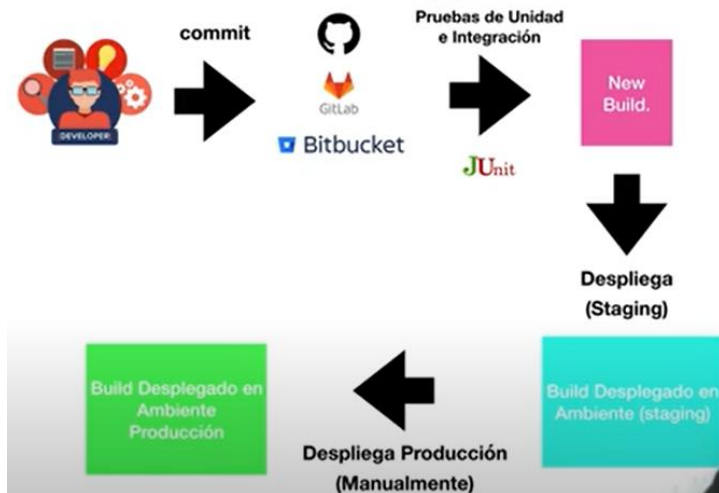 commit
Pruebas de Unidad
e Integración
DEVELOPER
GitLab
Bitbucket
JUnit
New
Build.
Despliega
(Staging)
Build Desplegado en
Ambiente (staging)
Despliega Producción
(Manualmente)
Build Desplegado en
Ambiente
Producción